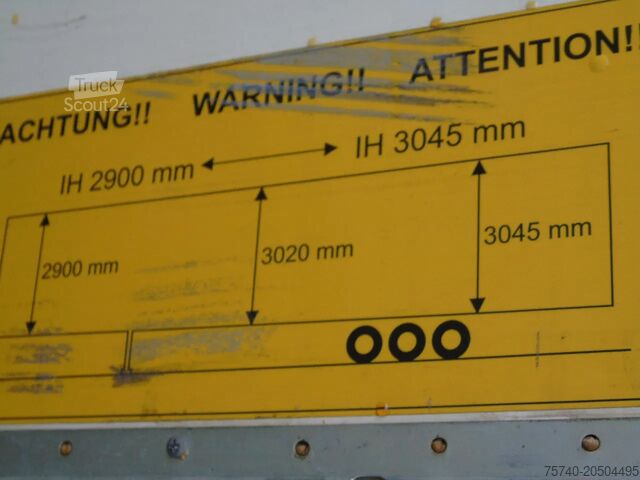 Truck
Scout24
ACHTUNG!! WARNING!! ATTENTION!!
IH 2900 mm IH 3045 mm
2900 mm 3020 mm 3045 mm
75740-20504495